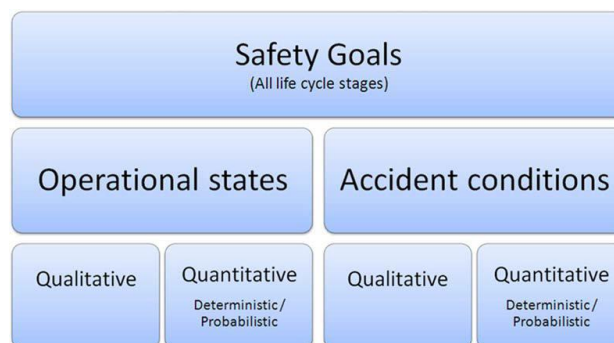 Safety Goals
(All life cycle stages)
Operational states
Accident conditions
Qualitative
Quantitative
Deterministic/
Probabilistic
Qualitative
Quantitative
Deterministic/
Probabilistic